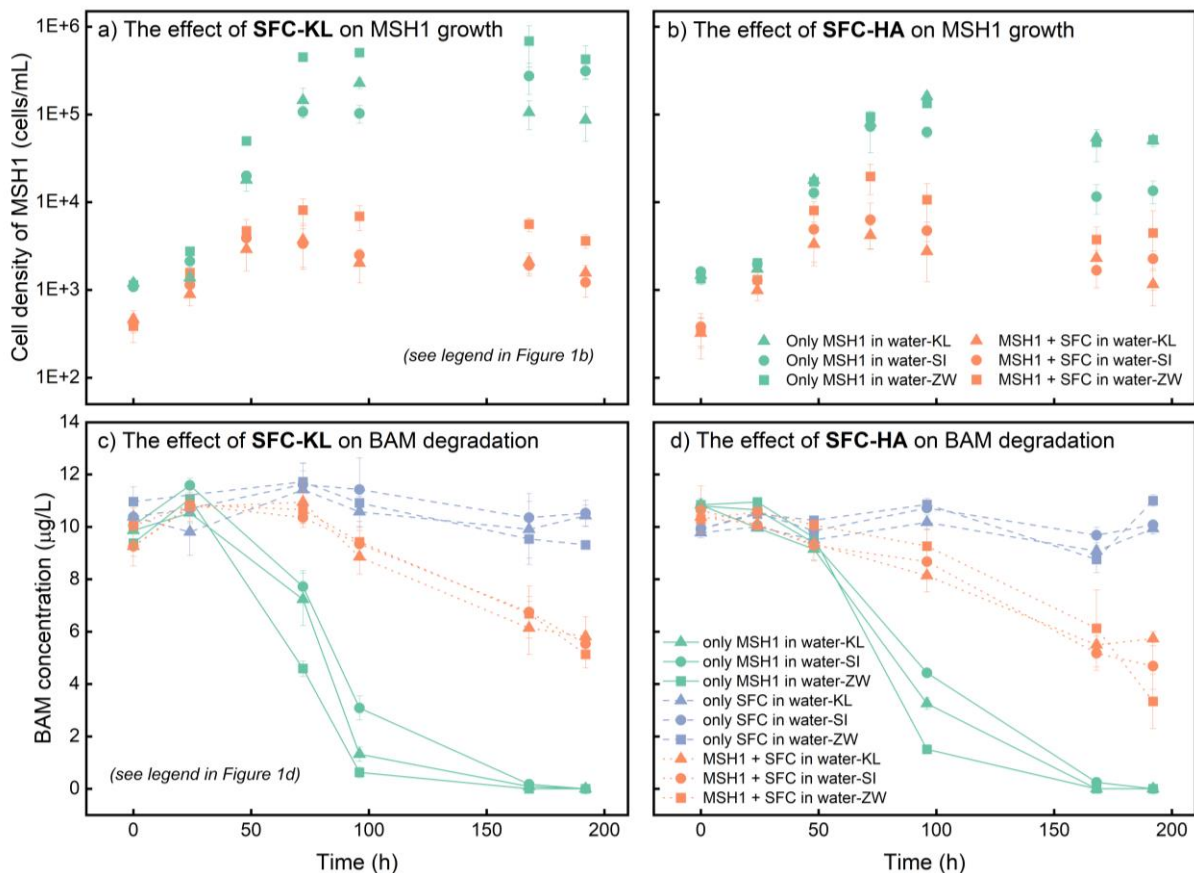 a) The effect of SFC-KL on MSH1 growth
1E+6
1E+5
1E+4
1E+3
1E+2
Cell density of MSH1 (cells/mL)
(see legend in Figure 1b)
b) The effect of SFC-HA on MSH1 growth
Only MSH1 in water-KL
Only MSH1 in water-SI
Only MSH1 in water-ZW
MSH1 + SFC in water-KL
MSH1 + SFC in water-SI
MSH1 + SFC in water-ZW
c) The effect of SFC-KL on BAM degradation
14
12
10
8
6
4
2
0
BAM concentration (µg/L)
(see legend in Figure 1d)
0 50 100 150 200
Time (h)
d) The effect of SFC-HA on BAM degradation
only MSH1 in water-KL
only MSH1 in water-SI
only MSH1 in water-ZW
only SFC in water-KL
only SFC in water-SI
only SFC in water-ZW
MSH1 + SFC in water-KL
MSH1 + SFC in water-SI
MSH1 + SFC in water-ZW
0 50 100 150 200
Time (h)